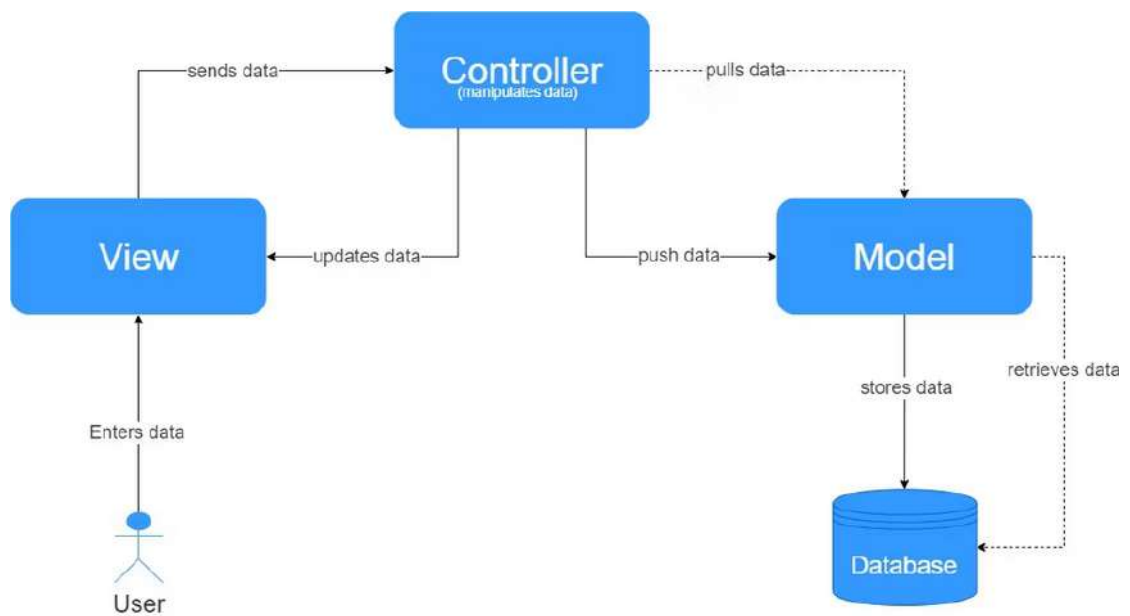 Controller
(manipulates data)
sends data
pulls data
View
updates data
push data
Model
retrieves data
stores data
Enters data
Database
User